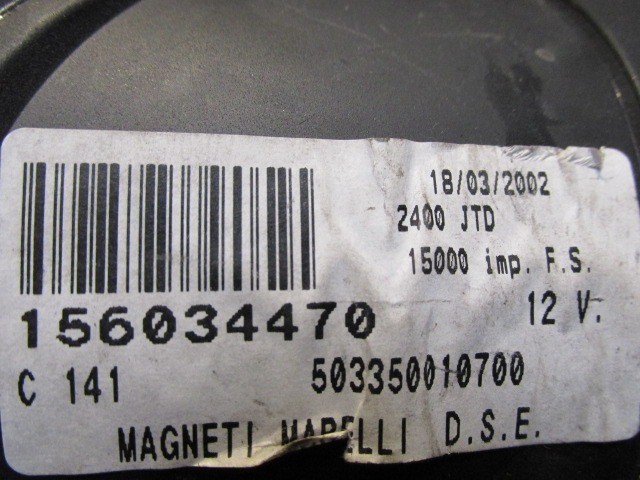 18/03/2002
2400 JTD
15000 imp. F.S.
156034470
12 V.
C 141
503350010700
MAGNETI MARELLI D.S.E.